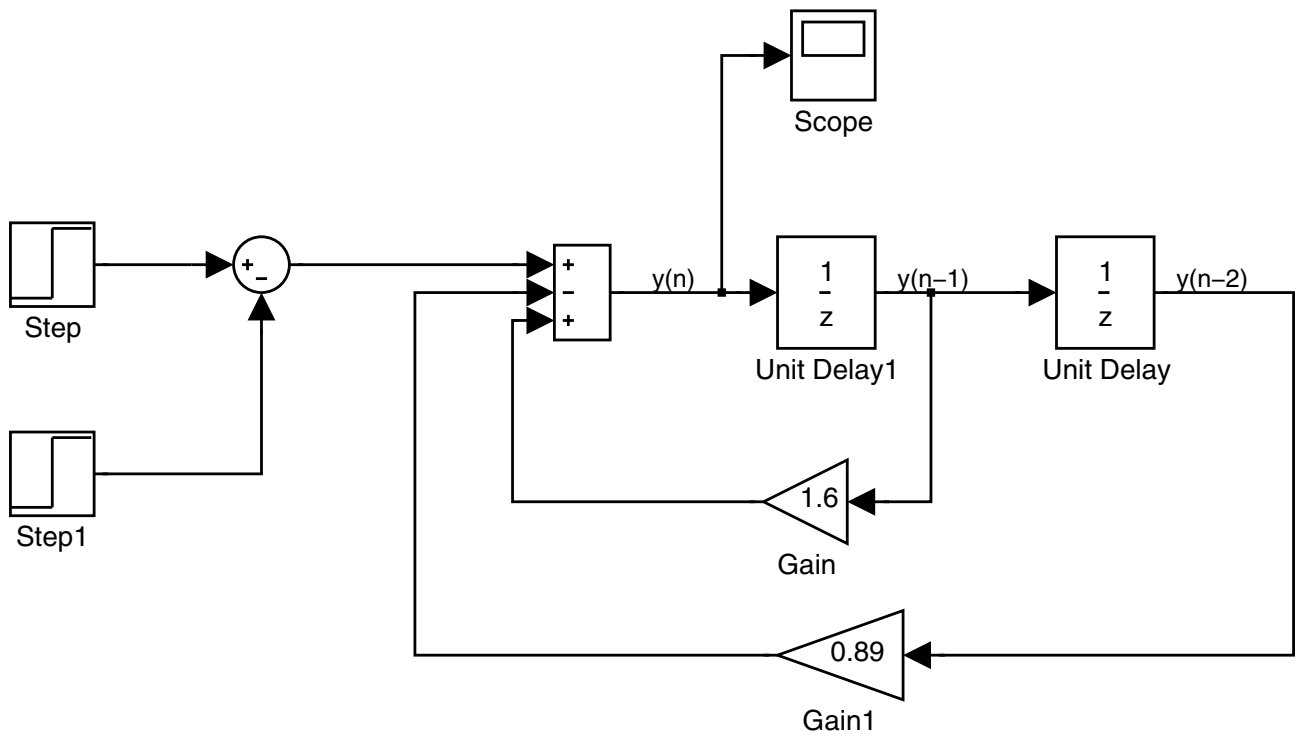 Scope
+
−
Step
+
−
+
y(n)
1
z
Unit Delay1
y(n−1)
1
z
Unit Delay
y(n−2)
Step1
1.6
Gain
0.89
Gain1